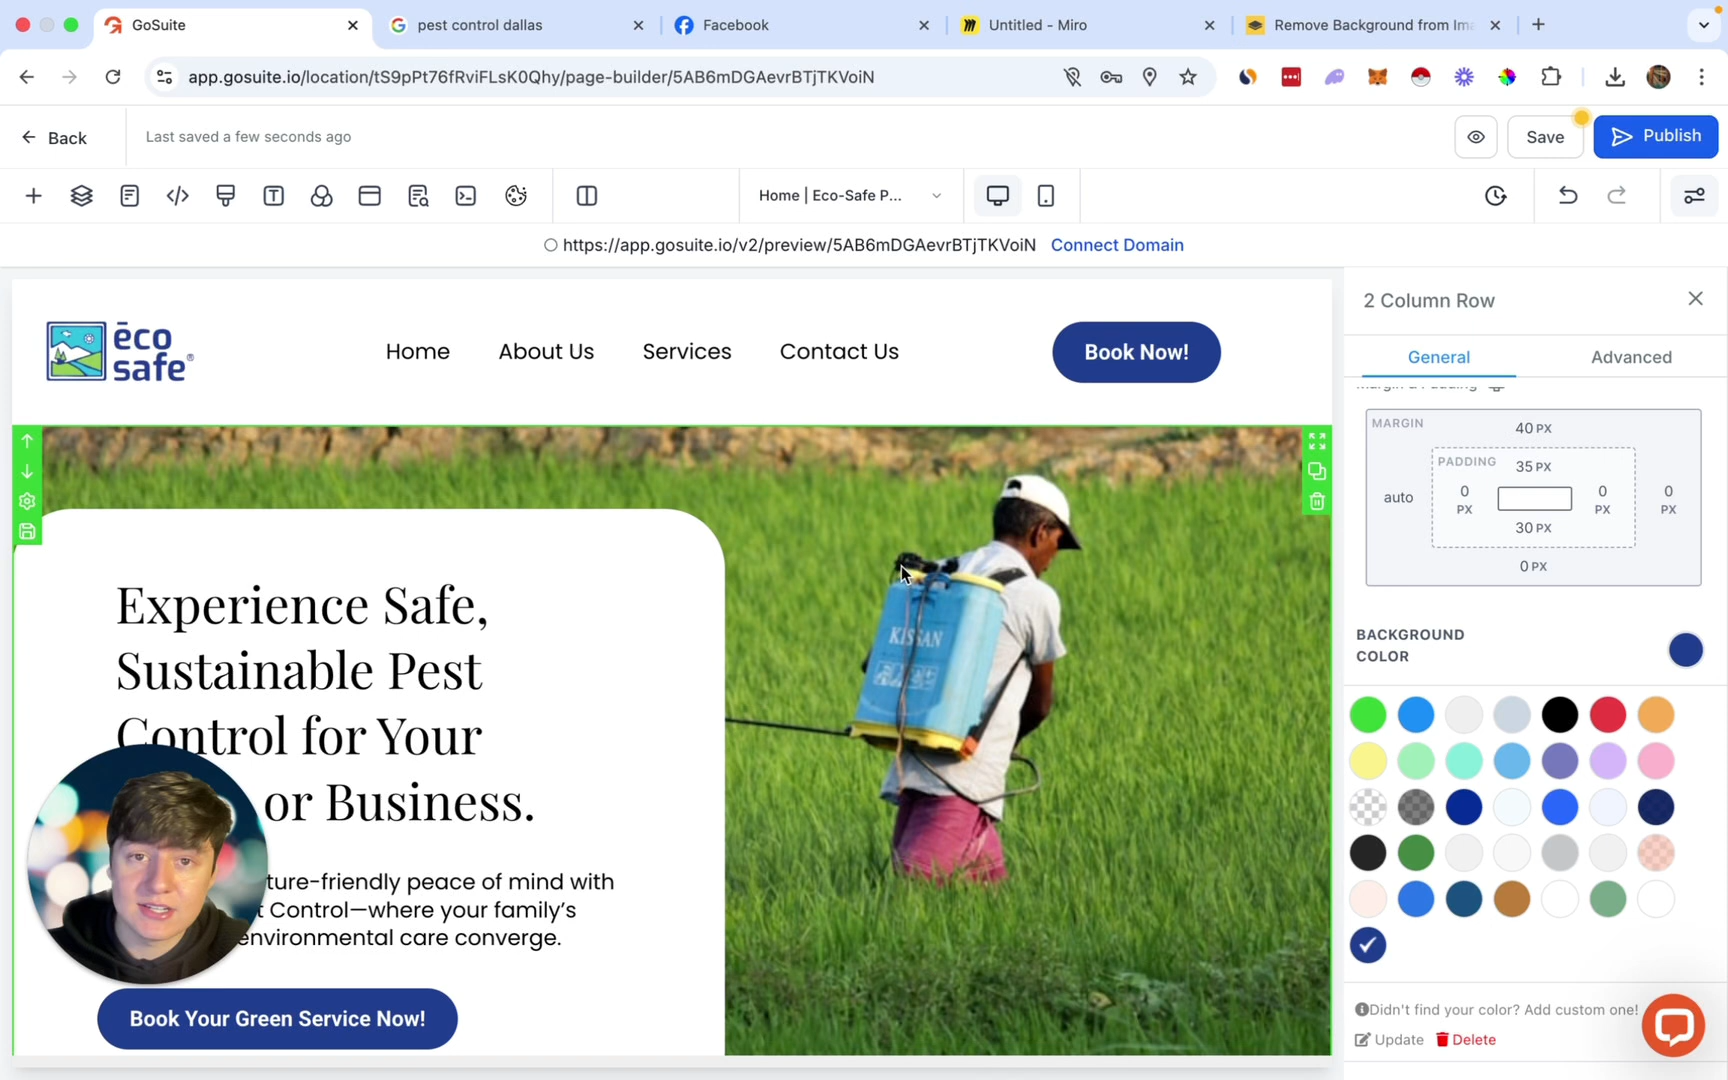 GoSuite
pest control dallas
Facebook
Untitled - Miro
Remove Background from Ima
app.gosuite.io/location/tS9pPt76fRviFLsK0Qhy/page-builder/5AB6mDGAevrBTjTKVoiN
Back
Last saved a few seconds ago
Save
Publish
Home | Eco-Safe P...
https://app.gosuite.io/v2/preview/5AB6mDGAevrBTjTKVoiN Connect Domain
2 Column Row
General
Advanced
Margin & Padding
MARGIN
40 PX
PADDING
35 PX
auto
0 PX
0 PX
0 PX
30 PX
0 PX
BACKGROUND
COLOR
Didn't find your color? Add custom one!
Update
Delete
ēco
safe®
Home
About Us
Services
Contact Us
Book Now!
Experience Safe,
Sustainable Pest
Control for Your
or Business.
ture-friendly peace of mind with
t Control—where your family's
environmental care converge.
Book Your Green Service Now!
KISSAN